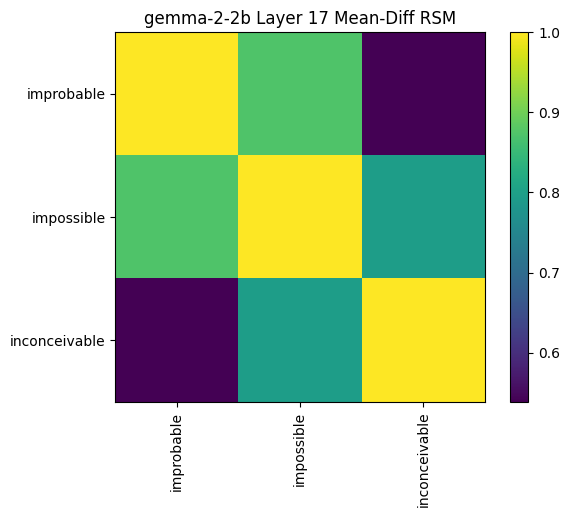 gemma-2-2b Layer 17 Mean-Diff RSM
improbable
impossible
inconceivable
improbable
impossible
inconceivable
1.0
0.9
0.8
0.7
0.6